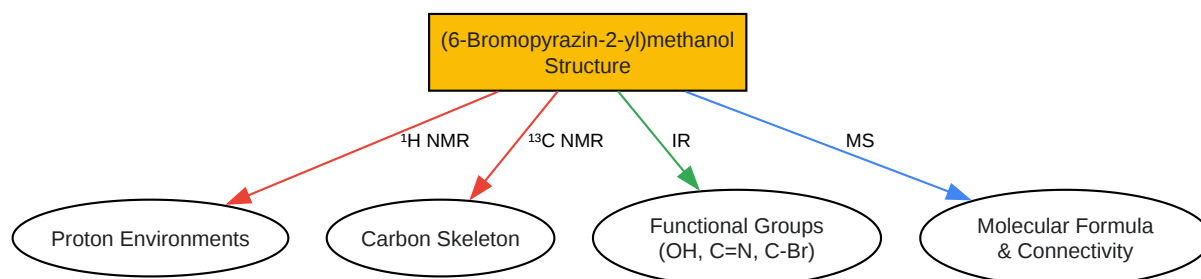 (6-Bromopyrazin-2-yl)methanol
Structure
¹H NMR
¹³C NMR
IR
MS
Proton Environments
Carbon Skeleton
Functional Groups
(OH, C=N, C-Br)
Molecular Formula
& Connectivity